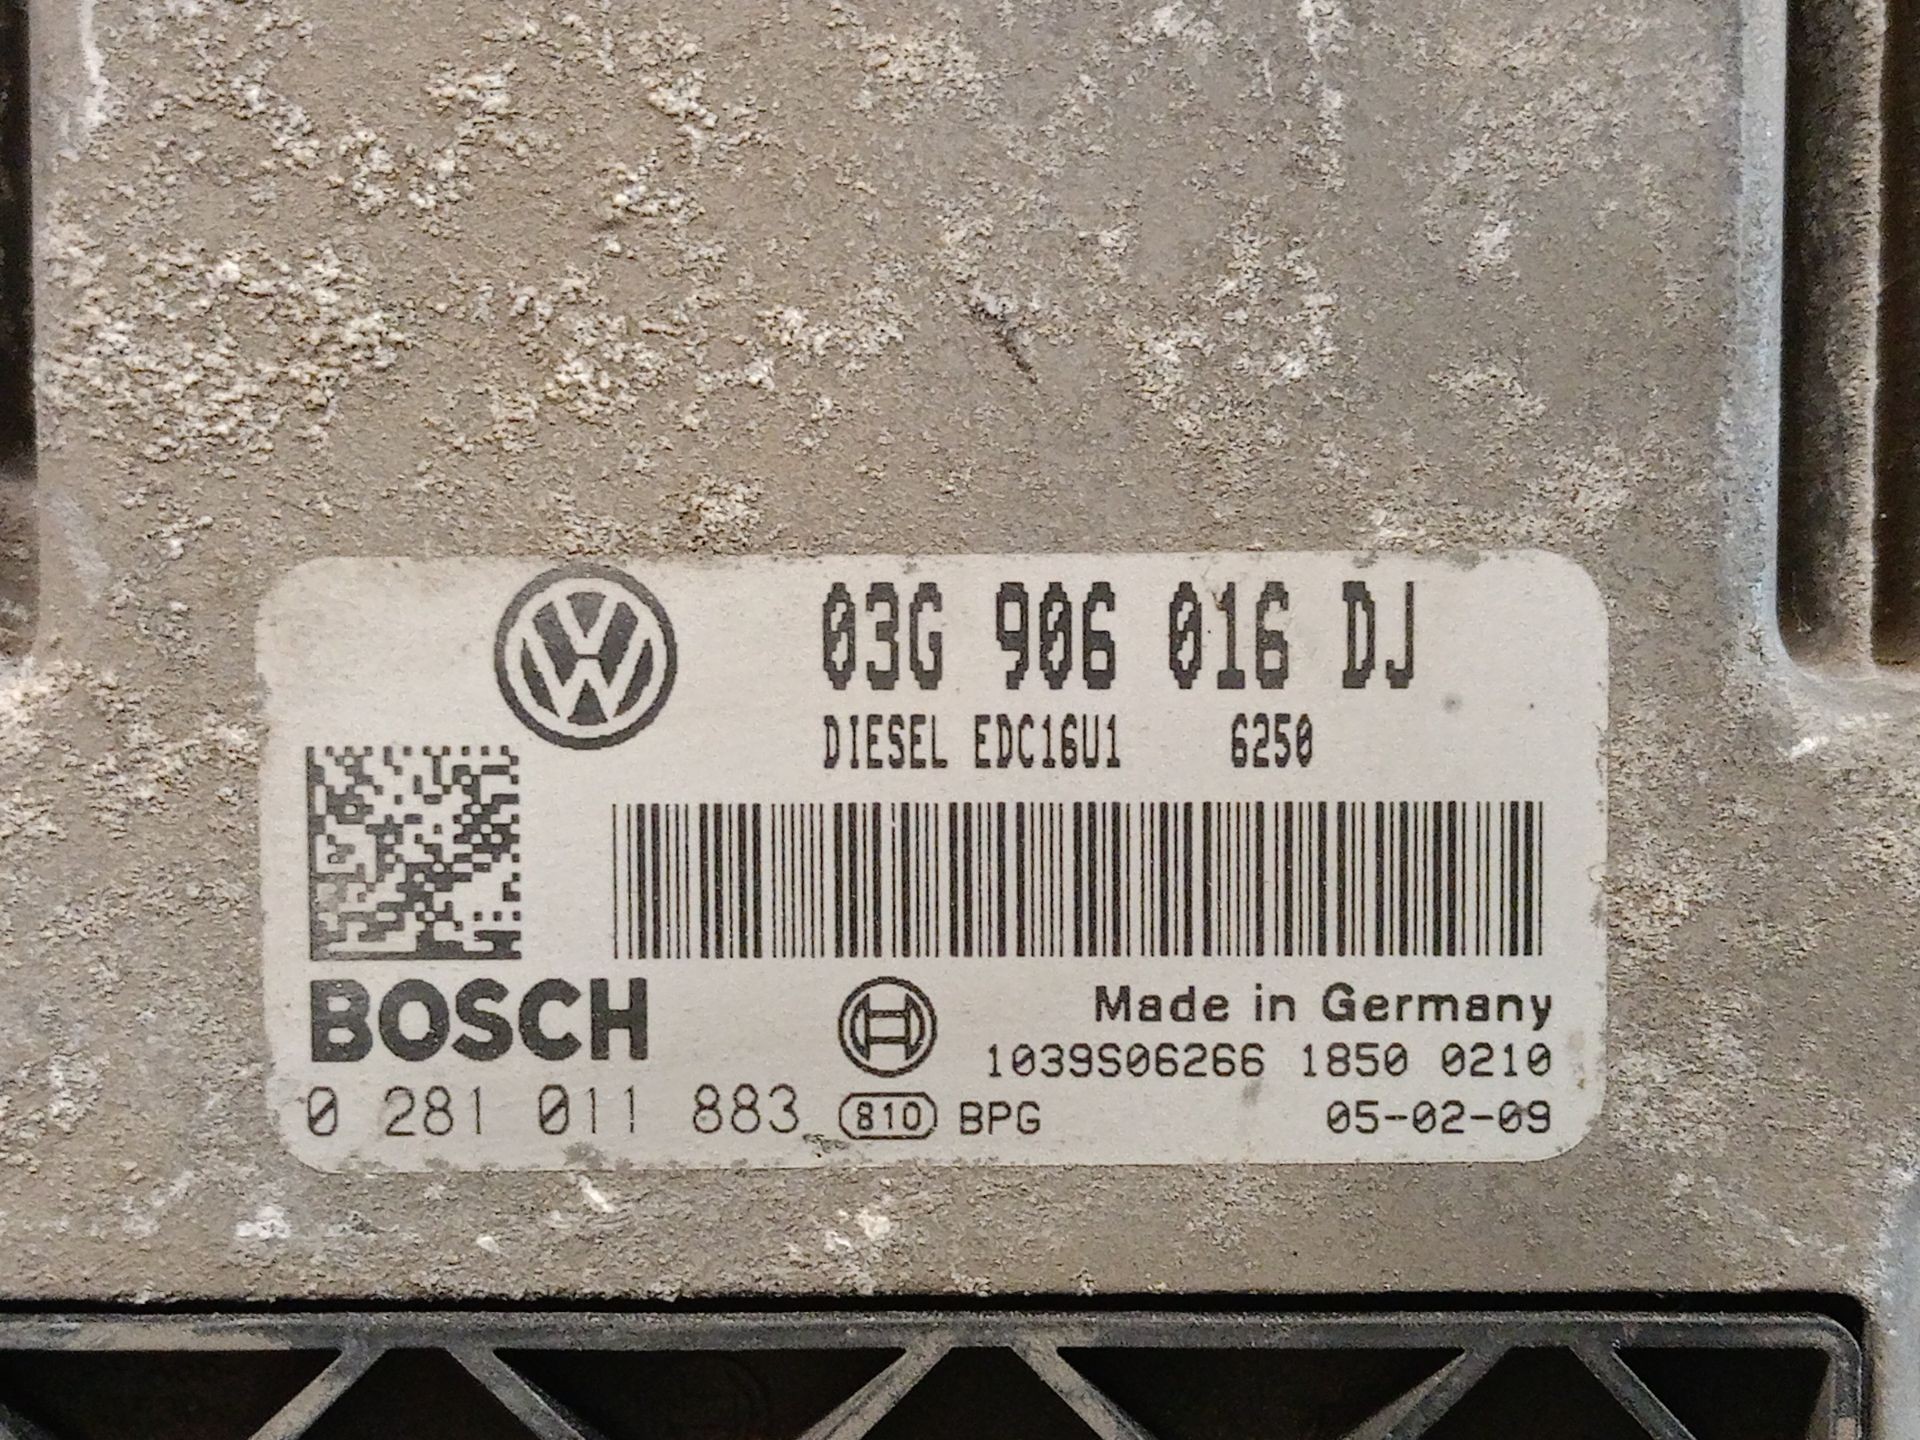 03G 906 016 DJ
DIESEL EDC16U1 6250
BOSCH
Made in Germany
1039S06266 1850 0210
0 281 011 883 810 BPG 05-02-09